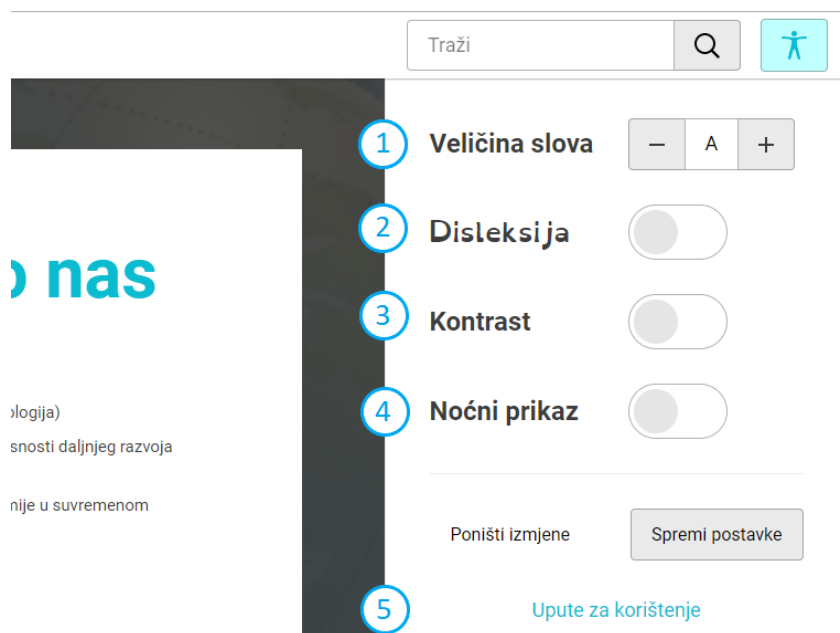 Traži
1 Veličina slova − A +
2 Disleksija
o nas
3 Kontrast
4 Noćni prikaz
ologija)
snosti daljnjeg razvoja
nije u suvremenom
Poništi izmjene Spremi postavke
5 Upute za korištenje